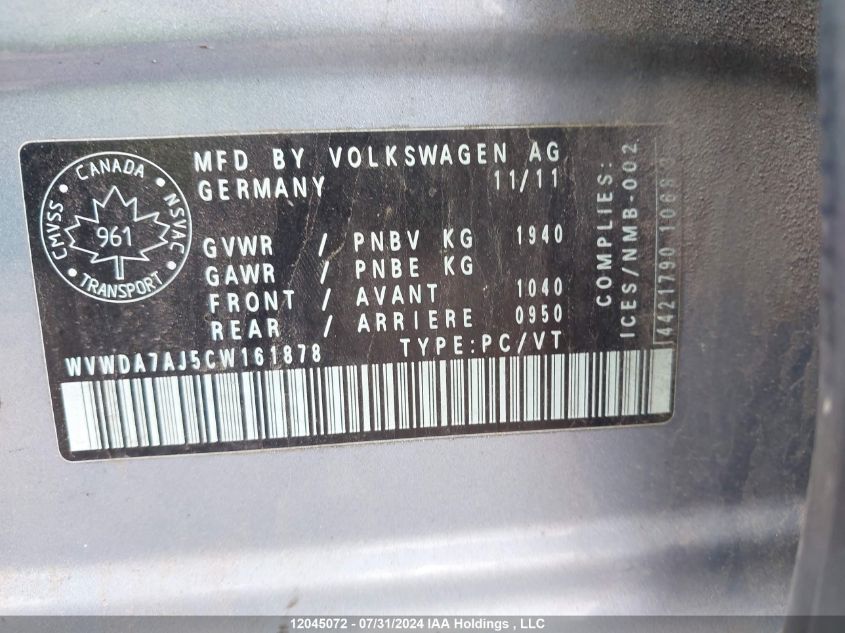 CANADA
CMVSS
NSVAC
961
TRANSPORT
MFD BY VOLKSWAGEN AG
GERMANY 11/11
GVWR / PNBV KG 1940
GAWR / PNBE KG
FRONT / AVANT 1040
REAR / ARRIERE 0950
WVWDA7AJ5CW161878 TYPE:PC/VT
COMPLIES:
ICES/NMB-002
4421790
12045072 - 07/31/2024 IAA Holdings , LLC